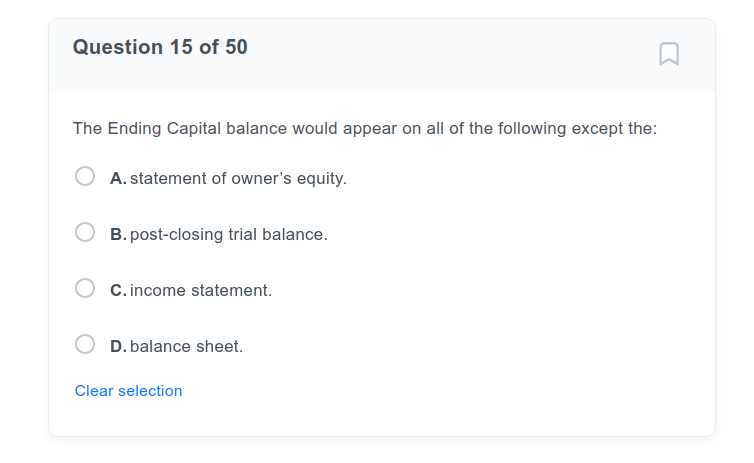 Question 15 of 50
The Ending Capital balance would appear on all of the following except the:
A. statement of owner’s equity.
B. post-closing trial balance.
C. income statement.
D. balance sheet.
Clear selection